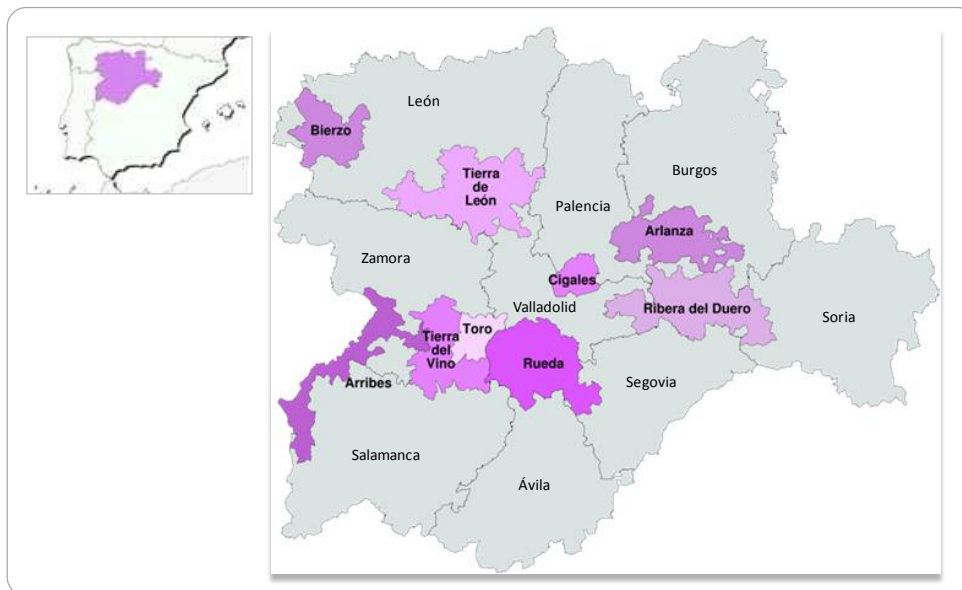 León
Bierzo
Tierra
de
León
Burgos
Palencia
Arlanza
Zamora
Cigales
Valladolid
Ribera del Duero
Soria
Toro
Tierra
del
Vino
Rueda
Arribes
Segovia
Salamanca
Ávila